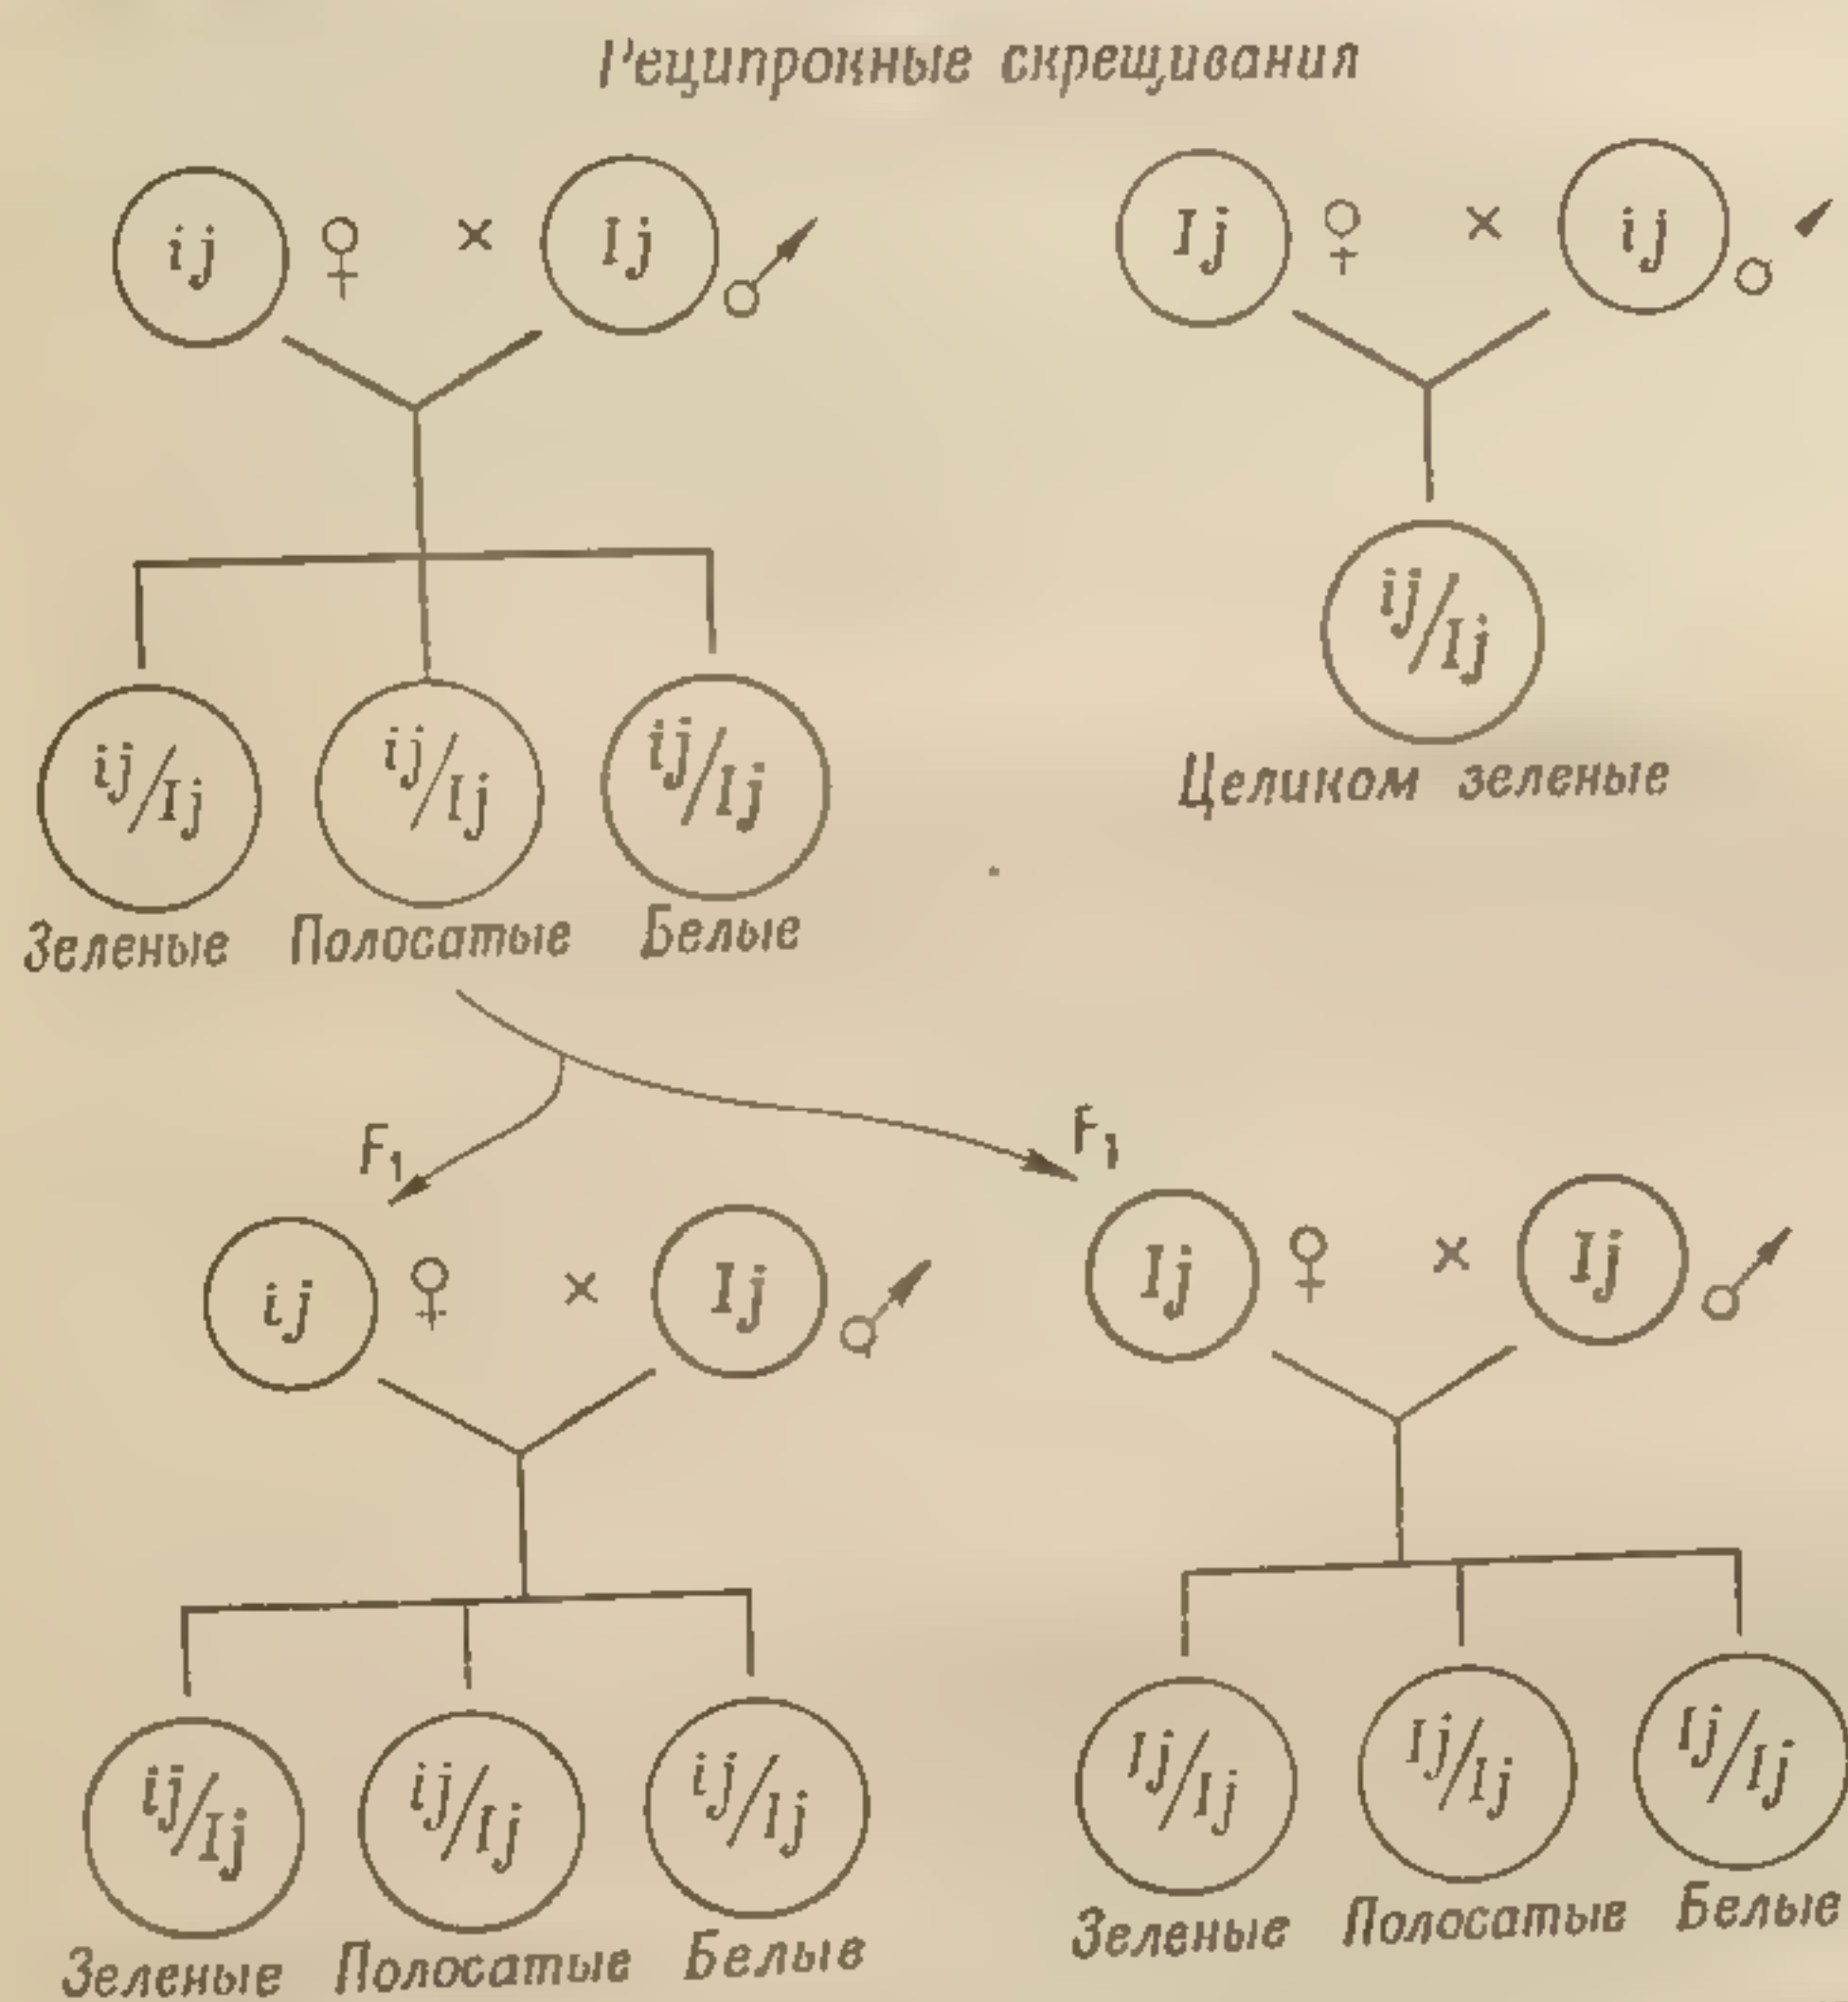 Реципрокные скрещивания
ij ♀ × Ij ♂
Ij ♀ × ij ♂
ij/Ij ij/Ij ij/Ij
ij/Ij
Зеленые Полосатые Белые
Целиком зеленые
F₁ F₁
ij ♀ × Ij ♂
Ij ♀ × Ij ♂
ij/Ij ij/Ij ij/Ij
Ij/Ij Ij/Ij Ij/Ij
Зеленые Полосатые Белые
Зеленые Полосатые Белые